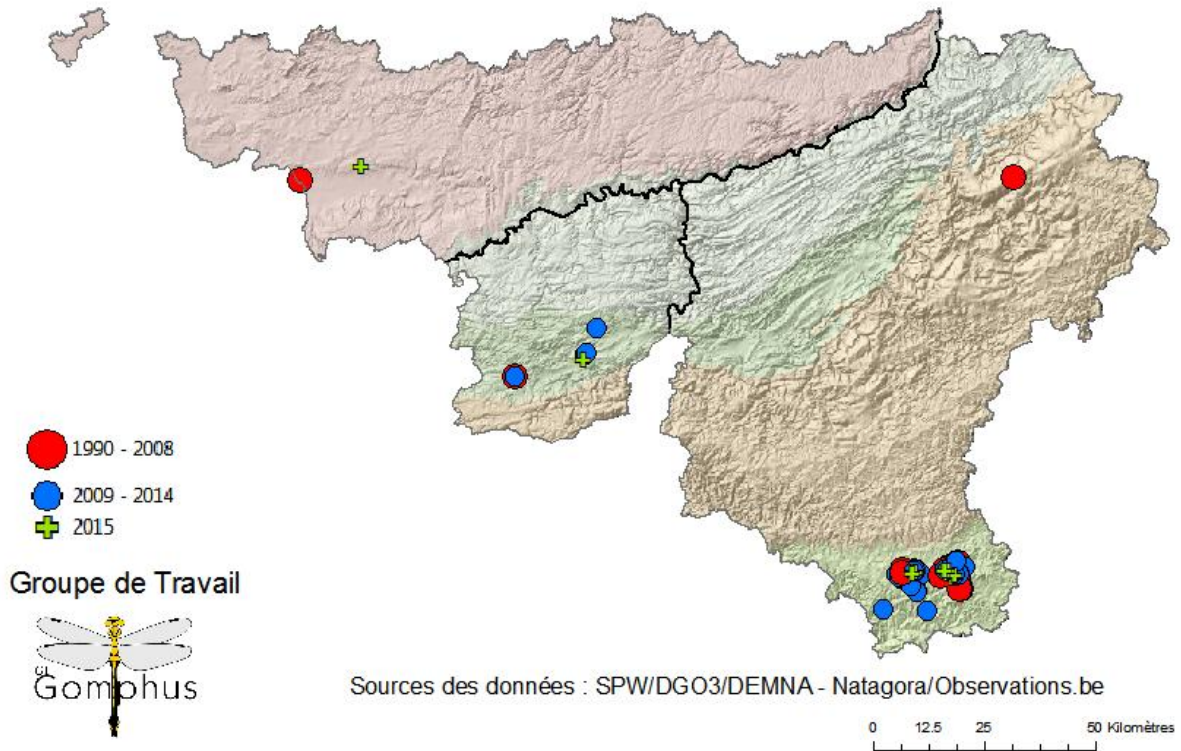 1990 - 2008
2009 - 2014
2015
Groupe de Travail
GT
Gomphus
Sources des données : SPW/DGO3/DEMNA - Natagora/Observations.be
0 12.5 25 50 Kilomètres